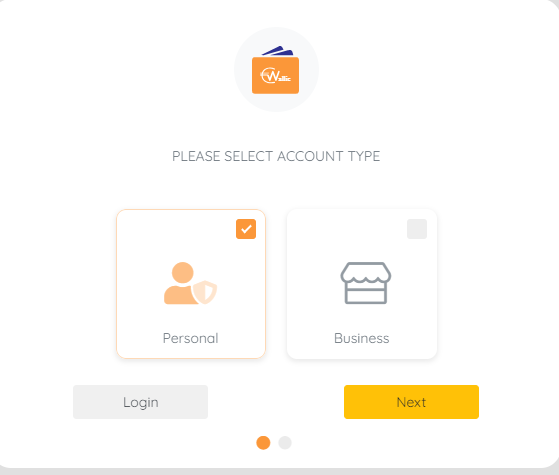 PLEASE SELECT ACCOUNT TYPE
Personal
Business
Login
Next